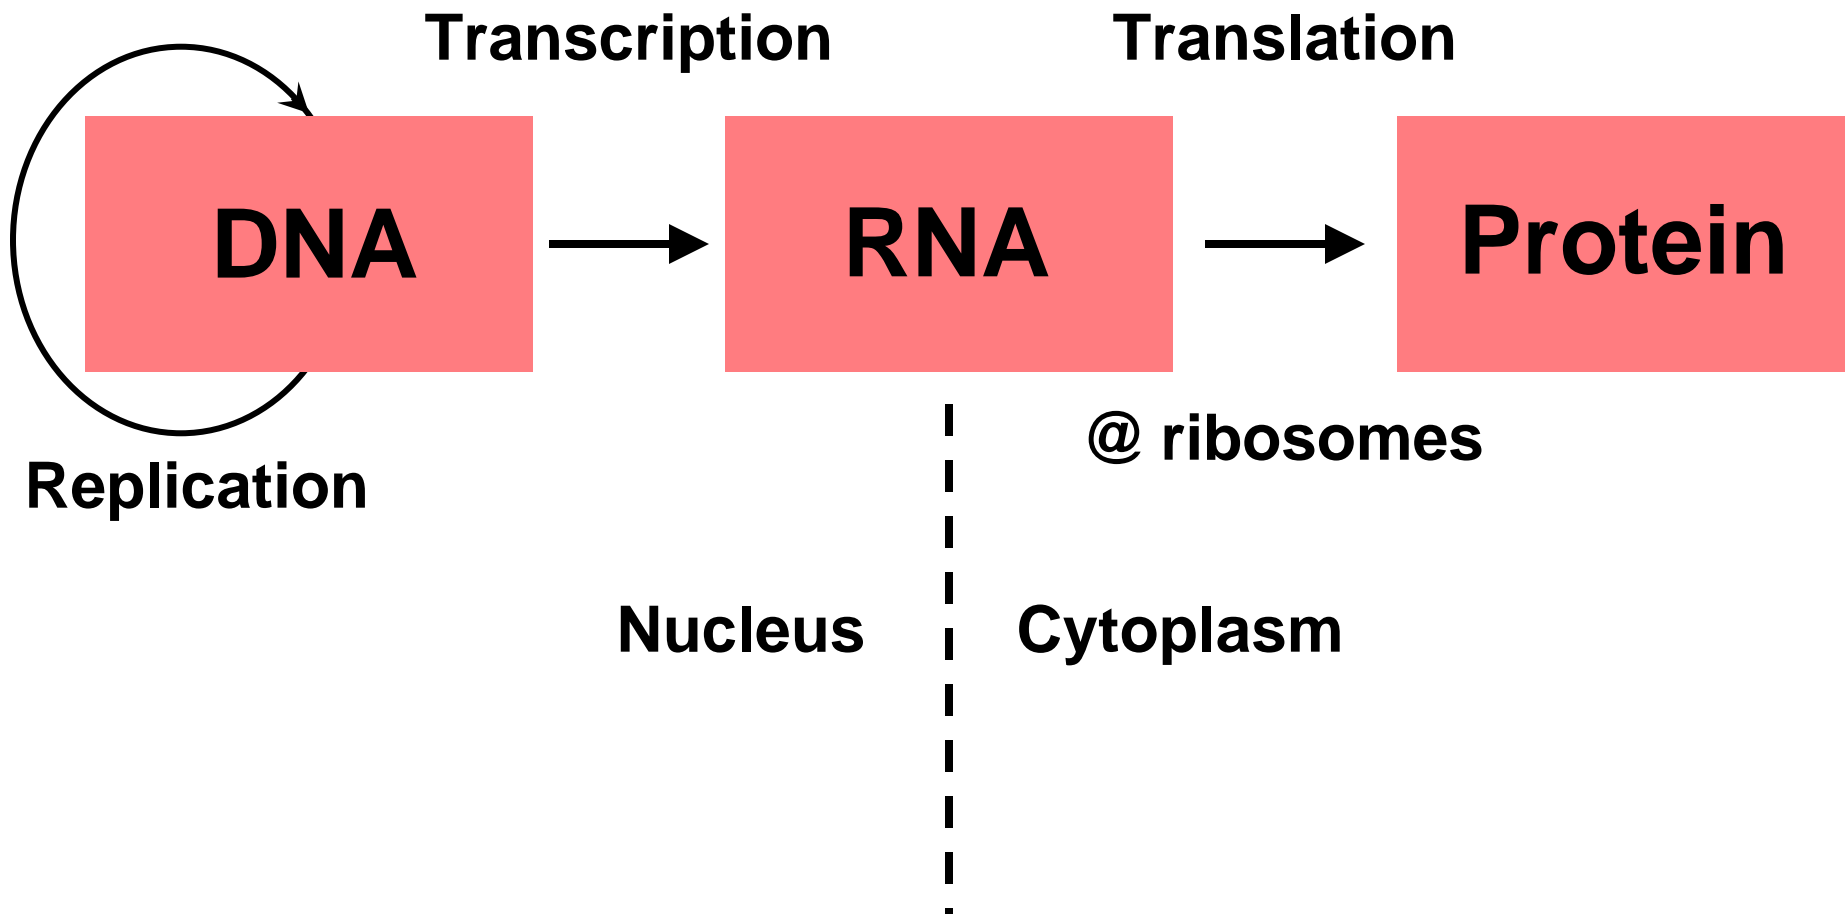 Transcription
Translation
DNA
RNA
Protein
@ ribosomes
Replication
Nucleus
Cytoplasm